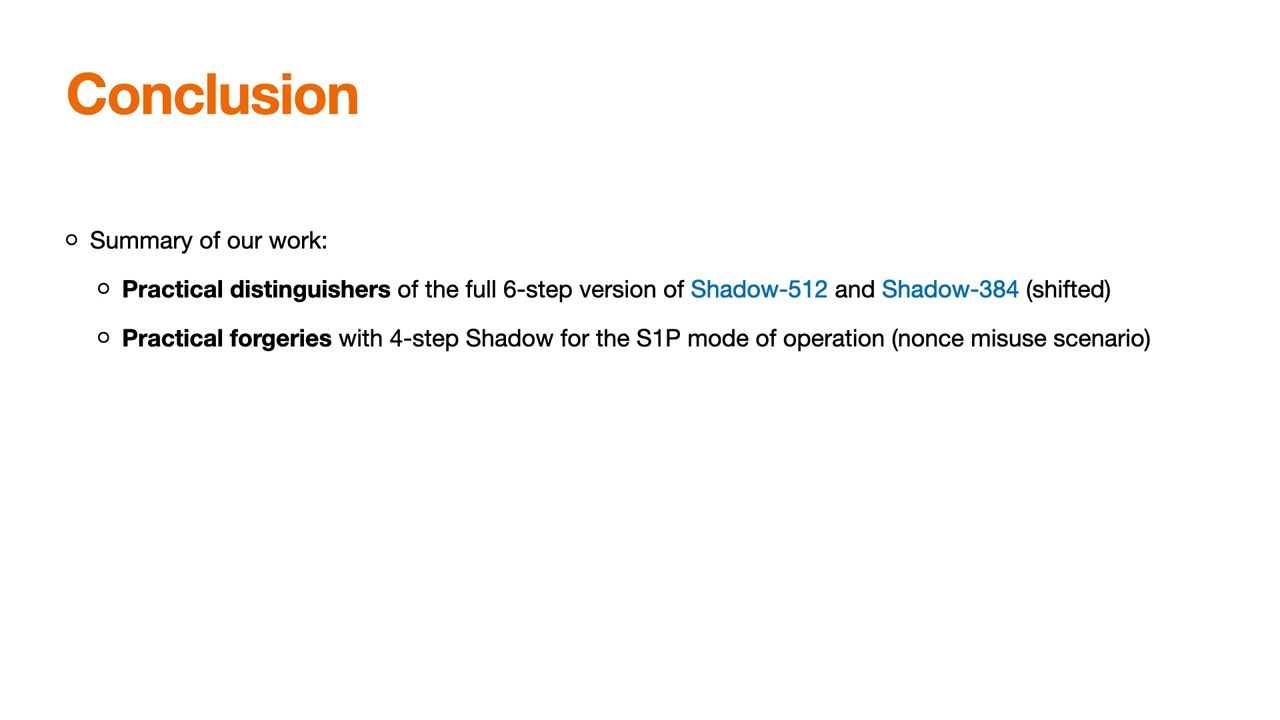 Conclusion
Summary of our work:
Practical distinguishers of the full 6-step version of Shadow-512 and Shadow-384 (shifted)
Practical forgeries with 4-step Shadow for the S1P mode of operation (nonce misuse scenario)